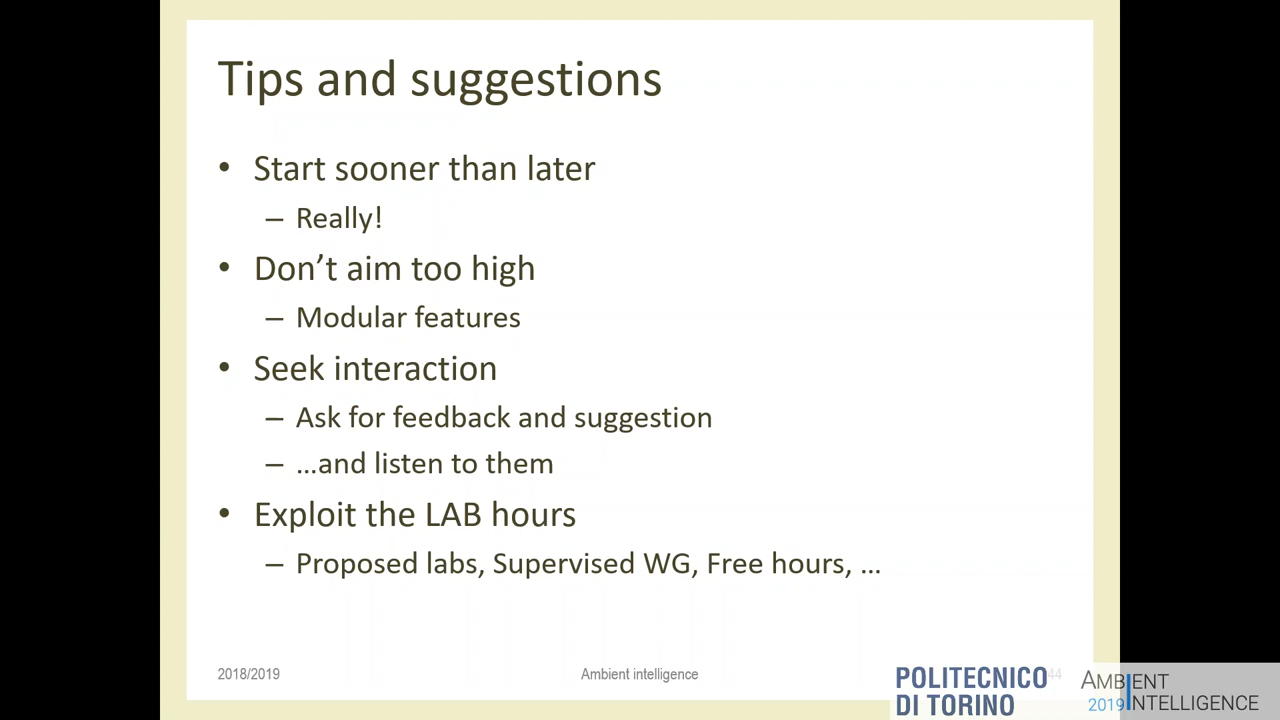 Tips and suggestions
• Start sooner than later
– Really!
• Don’t aim too high
– Modular features
• Seek interaction
– Ask for feedback and suggestion
– …and listen to them
• Exploit the LAB hours
– Proposed labs, Supervised WG, Free hours, …
2018/2019
Ambient intelligence
44
POLITECNICO
DI TORINO
AMBIENT
2019 INTELLIGENCE